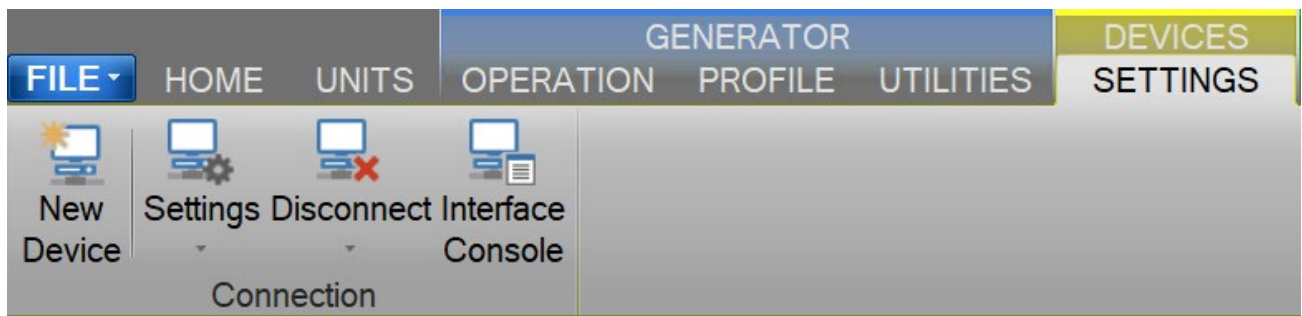 GENERATOR DEVICES
FILE HOME UNITS OPERATION PROFILE UTILITIES SETTINGS
New Settings Disconnect Interface
Device Console
Connection